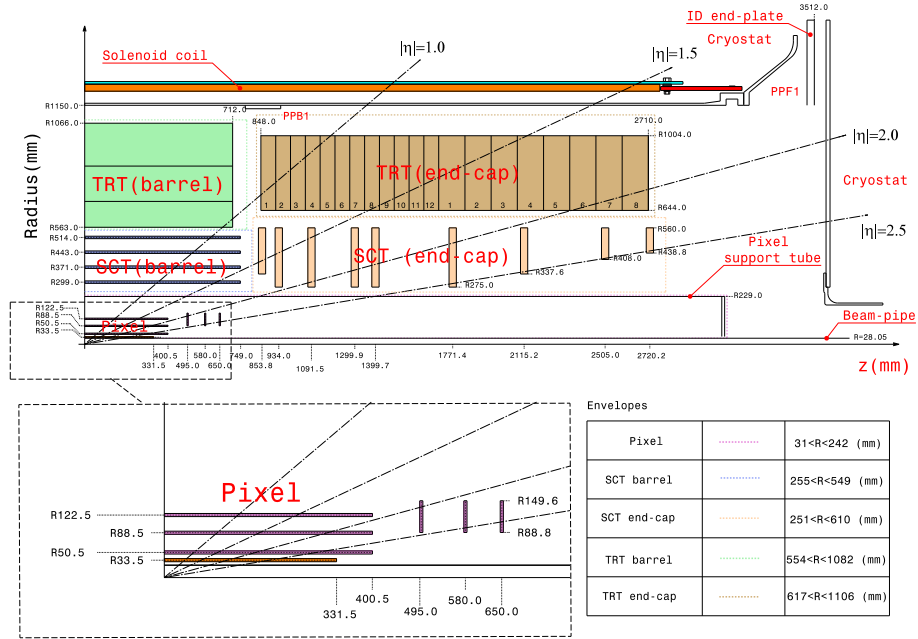 3512.0
ID end-plate
Cryostat
|η|=1.0
|η|=1.5
Solenoid coil
PPF1
R1150.0
712.0
PPB1
848.0
2710.0
R1066.0
R1004.0
|η|=2.0
TRT(barrel)
TRT(end-cap)
Cryostat
1 2 3 4 5 6 7 8 9 10 11 12 1 2 3 4 5 6 7 8
R644.0
Radius(mm)
R563.0
R560.0
|η|=2.5
R514.0
R443.0
R438.8
R408.0
SCT(barrel)
SCT (end-cap)
Pixel
support tube
R371.0
R337.6
R299.0
R275.0
R229.0
R122.5
R88.5
R50.5
R33.5
Pixel
Beam-pipe
R=28.05
400.5 580.0 749.0 934.0 1299.9 1771.4 2115.2 2505.0 2720.2
331.5 495.0 650.0 853.8 1091.5 1399.7
z(mm)
Envelopes
Pixel 31<R<242 (mm)
SCT barrel 255<R<549 (mm)
SCT end-cap 251<R<610 (mm)
TRT barrel 554<R<1082 (mm)
TRT end-cap 617<R<1106 (mm)
Pixel
R149.6
R122.5
R88.5
R88.8
R50.5
R33.5
400.5 580.0
331.5 495.0 650.0